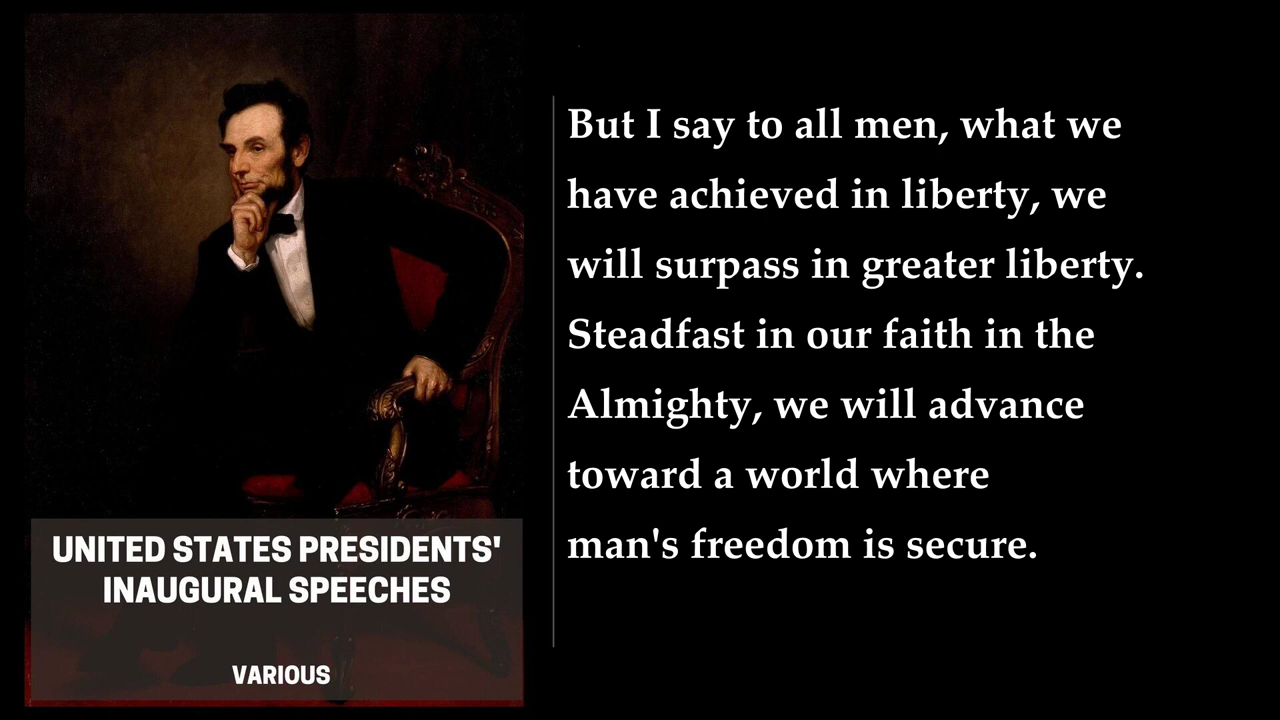 But I say to all men, what we
have achieved in liberty, we
will surpass in greater liberty.
Steadfast in our faith in the
Almighty, we will advance
toward a world where
man's freedom is secure.
UNITED STATES PRESIDENTS'
INAUGURAL SPEECHES
VARIOUS